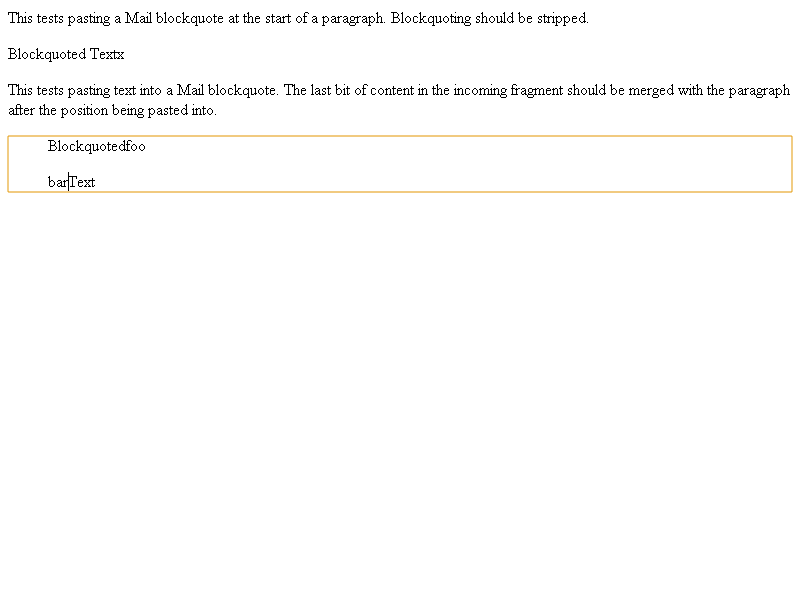 This tests pasting a Mail blockquote at the start of a paragraph. Blockquoting should be stripped.
Blockquoted Textx
This tests pasting text into a Mail blockquote. The last bit of content in the incoming fragment should be merged with the paragraph
after the position being pasted into.
Blockquotedfoo
barText